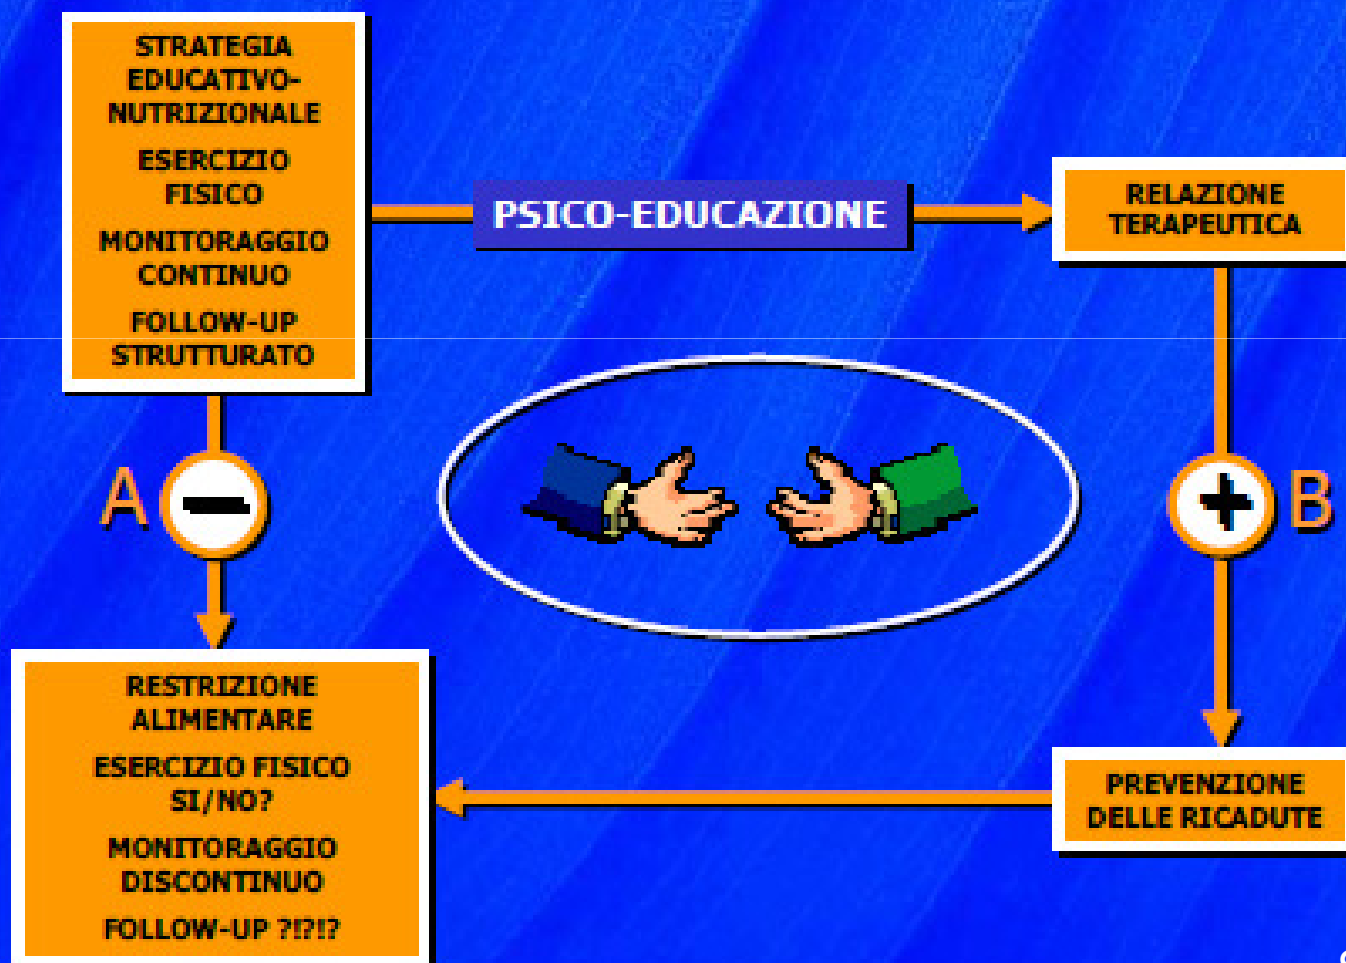 STRATEGIA
EDUCATIVO-
NUTRIZIONALE
ESERCIZIO
FISICO
MONITORAGGIO
CONTINUO
FOLLOW-UP
STRUTTURATO
PSICO-EDUCAZIONE
RELAZIONE
TERAPEUTICA
A
−
+
B
RESTRIZIONE
ALIMENTARE
ESERCIZIO FISICO
SI/NO?
MONITORAGGIO
DISCONTINUO
FOLLOW-UP ?!?!?
PREVENZIONE
DELLE RICADUTE